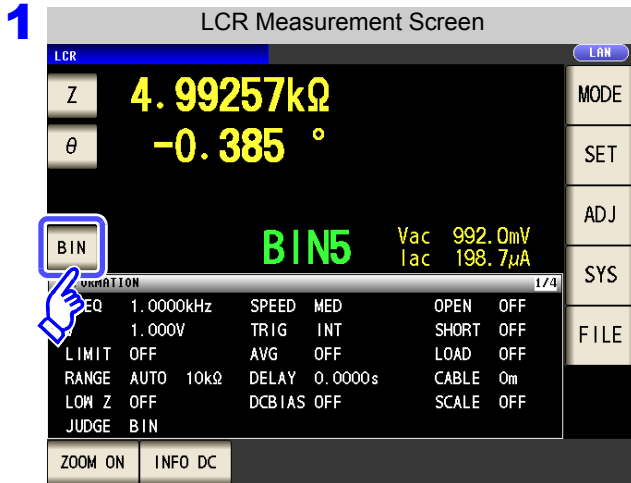 1
LCR Measurement Screen
LCR
LAN
Z 4.99257kΩ
MODE
θ -0.385 °
SET
ADJ
BIN BIN5 Vac 992.0mV
Iac 198.7µA
SYS
ORMATION 1/4
EQ 1.0000kHz SPEED MED OPEN OFF
1.000V TRIG INT SHORT OFF
FILE
LIMIT OFF AVG OFF LOAD OFF
RANGE AUTO 10kΩ DELAY 0.0000s CABLE 0m
LOW Z OFF DCBIAS OFF SCALE OFF
JUDGE BIN
ZOOM ON INFO DC